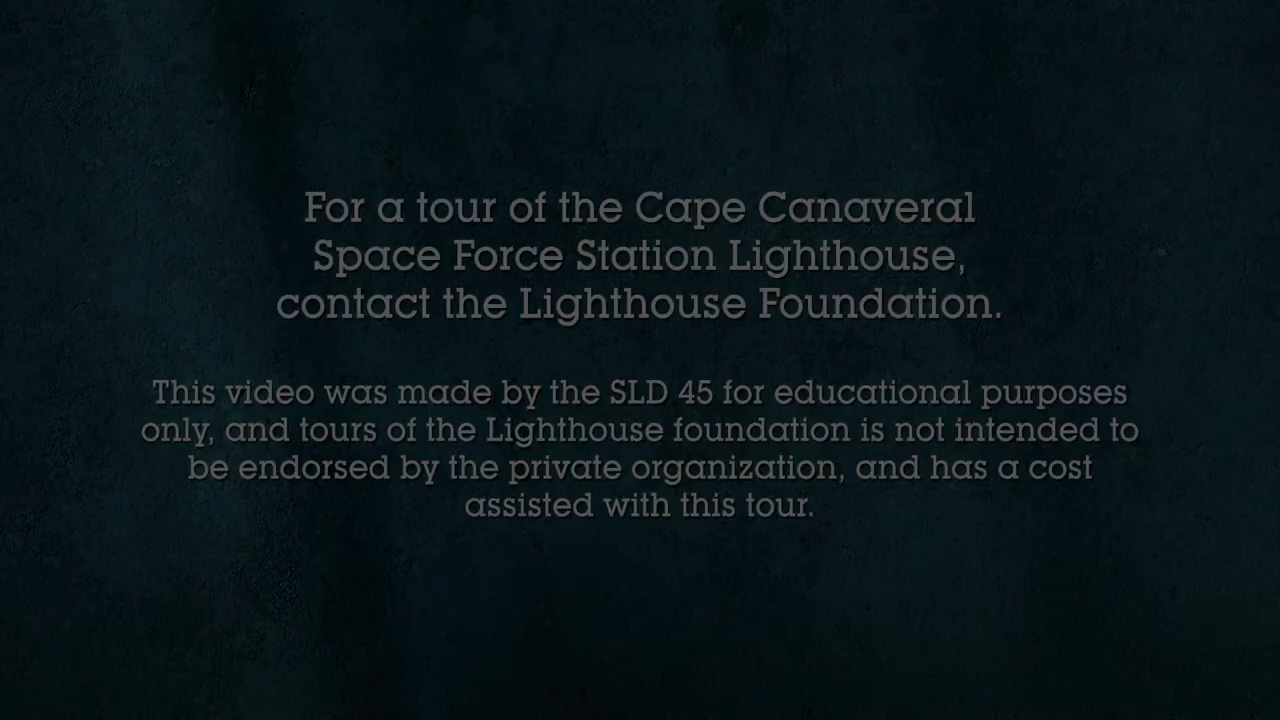 For a tour of the Cape Canaveral
Space Force Station Lighthouse,
contact the Lighthouse Foundation.
This video was made by the SLD 45 for educational purposes
only, and tours of the Lighthouse foundation is not intended to
be endorsed by the private organization, and has a cost
assisted with this tour.